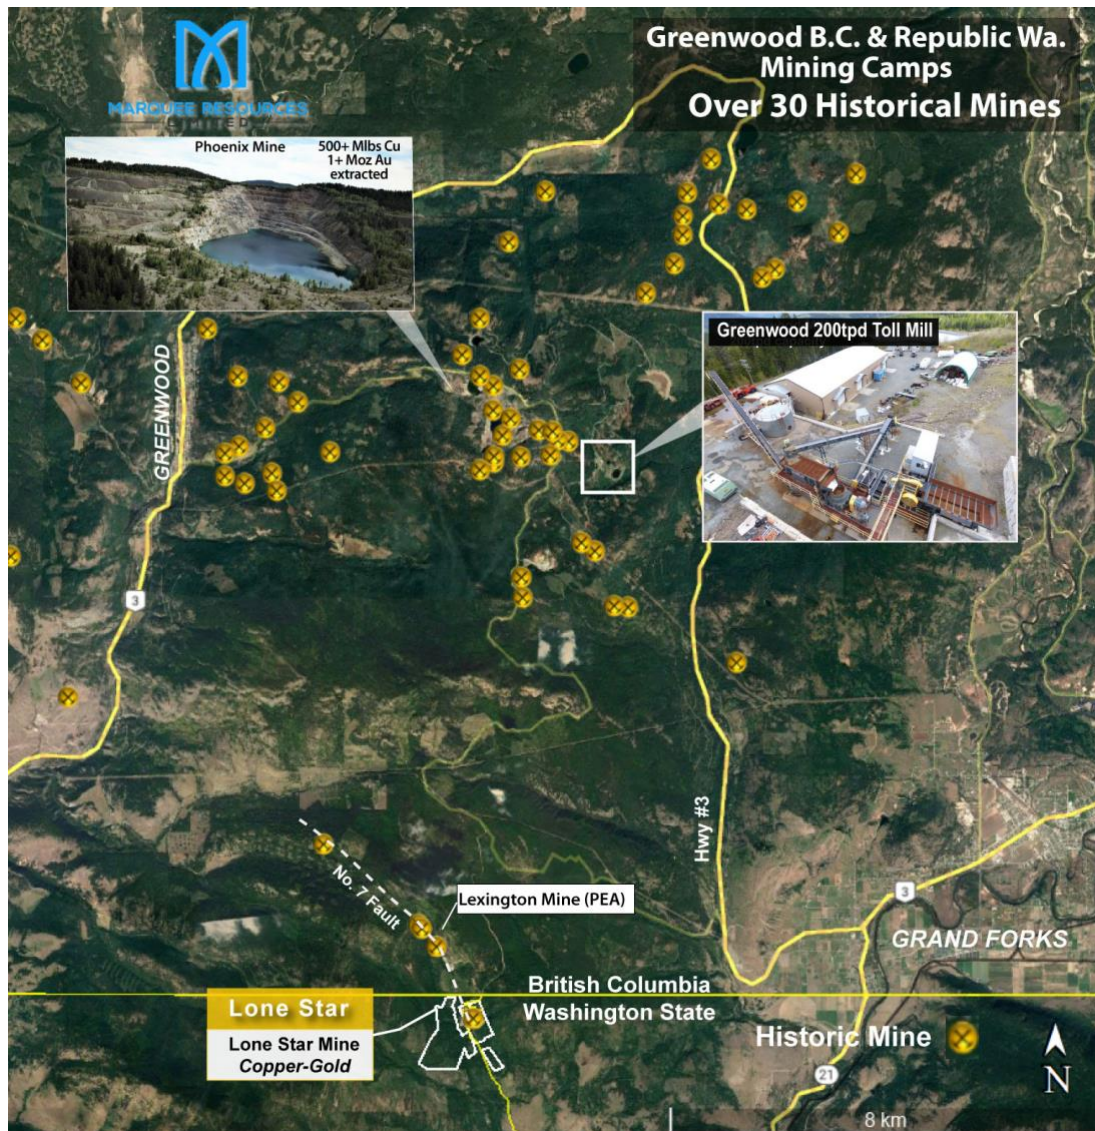 MARQUEE RESOURCES
LIMITED
Greenwood B.C. & Republic Wa.
Mining Camps
Over 30 Historical Mines
Phoenix Mine
500+ Mlbs Cu
1+ Moz Au
extracted
Greenwood 200tpd Toll Mill
GREENWOOD
3
Hwy #3
No. 7 Fault
Lexington Mine (PEA)
3
GRAND FORKS
British Columbia
Washington State
Lone Star
Lone Star Mine
Copper-Gold
Historic Mine
21
N
8 km